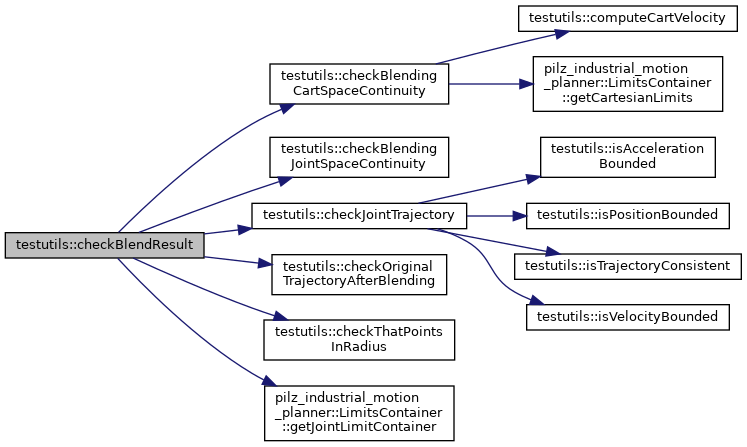 testutils::checkBlendResult
testutils::checkBlending
CartSpaceContinuity
testutils::checkBlending
JointSpaceContinuity
testutils::checkJointTrajectory
testutils::checkOriginal
TrajectoryAfterBlending
testutils::checkThatPoints
InRadius
pilz_industrial_motion
_planner::LimitsContainer
::getJointLimitContainer
testutils::computeCartVelocity
pilz_industrial_motion
_planner::LimitsContainer
::getCartesianLimits
testutils::isAcceleration
Bounded
testutils::isPositionBounded
testutils::isTrajectoryConsistent
testutils::isVelocityBounded